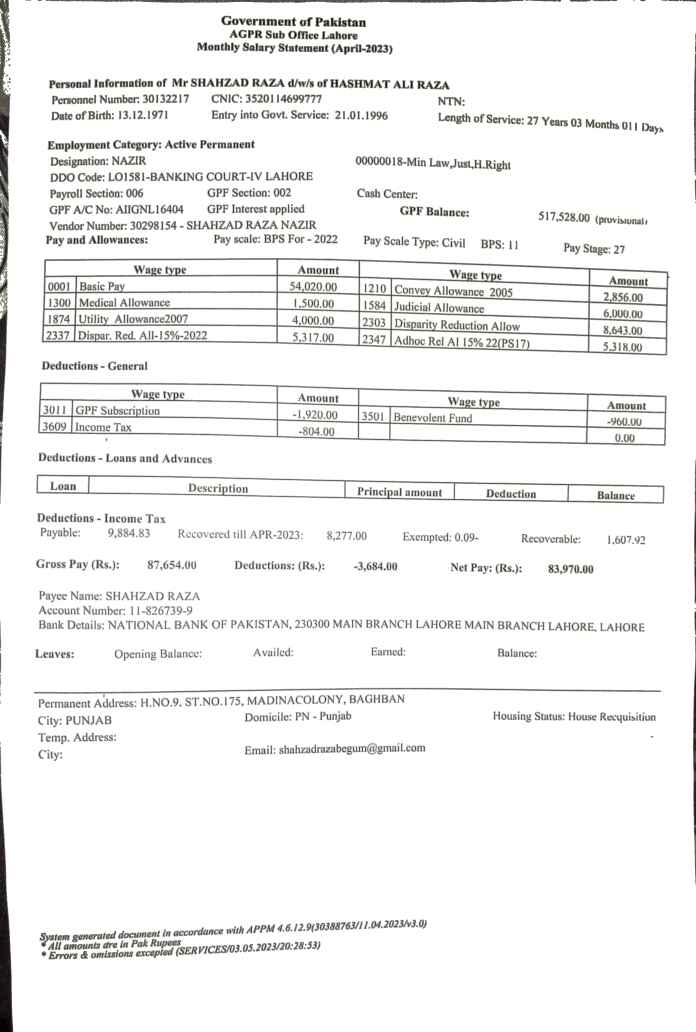 Government of Pakistan
AGPR Sub Office Lahore
Monthly Salary Statement (April-2023)
Personal Information of Mr SHAHZAD RAZA d/w/s of HASHMAT ALI RAZA
Personnel Number: 30132217 CNIC: 3520114699777 NTN:
Date of Birth: 13.12.1971 Entry into Govt. Service: 21.01.1996 Length of Service: 27 Years 03 Months 011 Days
Employment Category: Active Permanent
Designation: NAZIR 00000018-Min Law,Just,H.Right
DDO Code: LO1581-BANKING COURT-IV LAHORE
Payroll Section: 006 GPF Section: 002 Cash Center:
GPF A/C No: AIIGNL16404 GPF Interest applied GPF Balance: 517,528.00 (provisional)
Vendor Number: 30298154 - SHAHZAD RAZA NAZIR
Pay and Allowances: Pay scale: BPS For - 2022 Pay Scale Type: Civil BPS: 11 Pay Stage: 27
Wage type Amount Wage type Amount
0001 Basic Pay 54,020.00 1210 Convey Allowance 2005 2,856.00
1300 Medical Allowance 1,500.00 1584 Judicial Allowance 6,000.00
1874 Utility Allowance2007 4,000.00 2303 Disparity Reduction Allow 8,643.00
2337 Dispar. Red. All-15%-2022 5,317.00 2347 Adhoc Rel Al 15% 22(PS17) 5,318.00
Deductions - General
Wage type Amount Wage type Amount
3011 GPF Subscription -1,920.00 3501 Benevolent Fund -960.00
3609 Income Tax -804.00 0.00
Deductions - Loans and Advances
Loan Description Principal amount Deduction Balance
Deductions - Income Tax
Payable: 9,884.83 Recovered till APR-2023: 8,277.00 Exempted: 0.09- Recoverable: 1,607.92
Gross Pay (Rs.): 87,654.00 Deductions: (Rs.): -3,684.00 Net Pay: (Rs.): 83,970.00
Payee Name: SHAHZAD RAZA
Account Number: 11-826739-9
Bank Details: NATIONAL BANK OF PAKISTAN, 230300 MAIN BRANCH LAHORE MAIN BRANCH LAHORE, LAHORE
Leaves: Opening Balance: Availed: Earned: Balance:
Permanent Address: H.NO.9. ST.NO.175, MADINACOLONY, BAGHBAN
City: PUNJAB Domicile: PN - Punjab Housing Status: House Recquisition
Temp. Address:
City: Email: shahzadrazabegum@gmail.com
System generated document in accordance with APPM 4.6.12.9(30388763/11.04.2023/v3.0)
* All amounts are in Pak Rupees
* Errors & omissions excepted (SERVICES/03.05.2023/20:28:53)